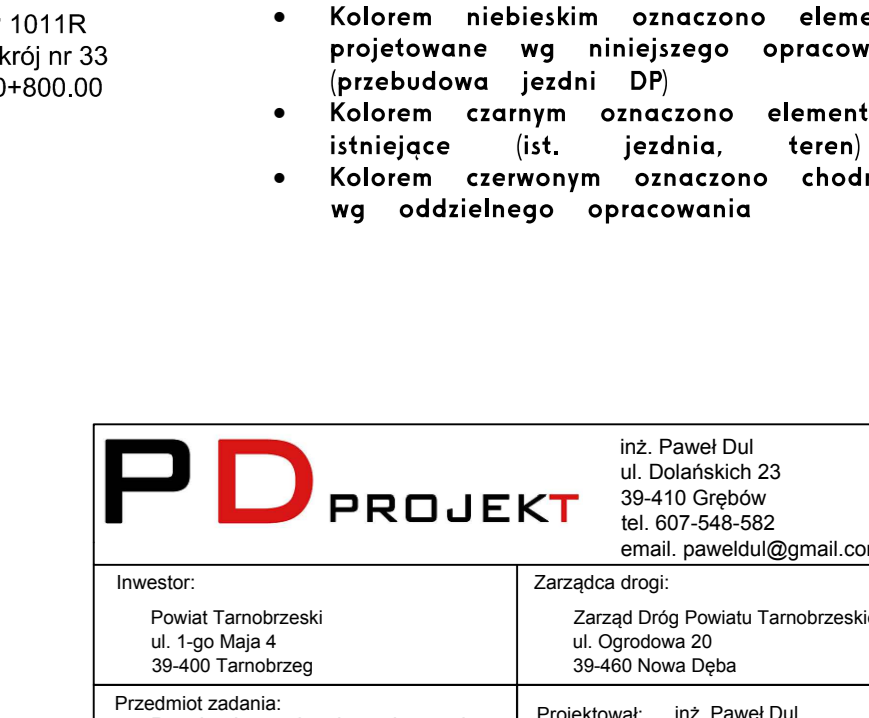 1011R
krój nr 33
0+800.00
• Kolorem niebieskim oznaczono
projetowane wg niniejszego
(przebudowa jezdni DP)
• Kolorem czarnym oznaczono element
istniejące (ist. jezdnia, teren)
• Kolorem czerwonym oznaczono
wg oddzielnego opracowania
PD PROJEKT
inż. Paweł Dul
ul. Dolańskich 23
39-410 Grębów
tel. 607-548-582
email. paweldul@gmail.com
Inwestor:
Powiat Tarnobrzeski
ul. 1-go Maja 4
39-400 Tarnobrzeg
Zarządca drogi:
Zarząd Dróg Powiatu
ul. Ogrodowa 20
39-460 Nowa Dęba
Przedmiot zadania:
Projektował: inż. Paweł Dul